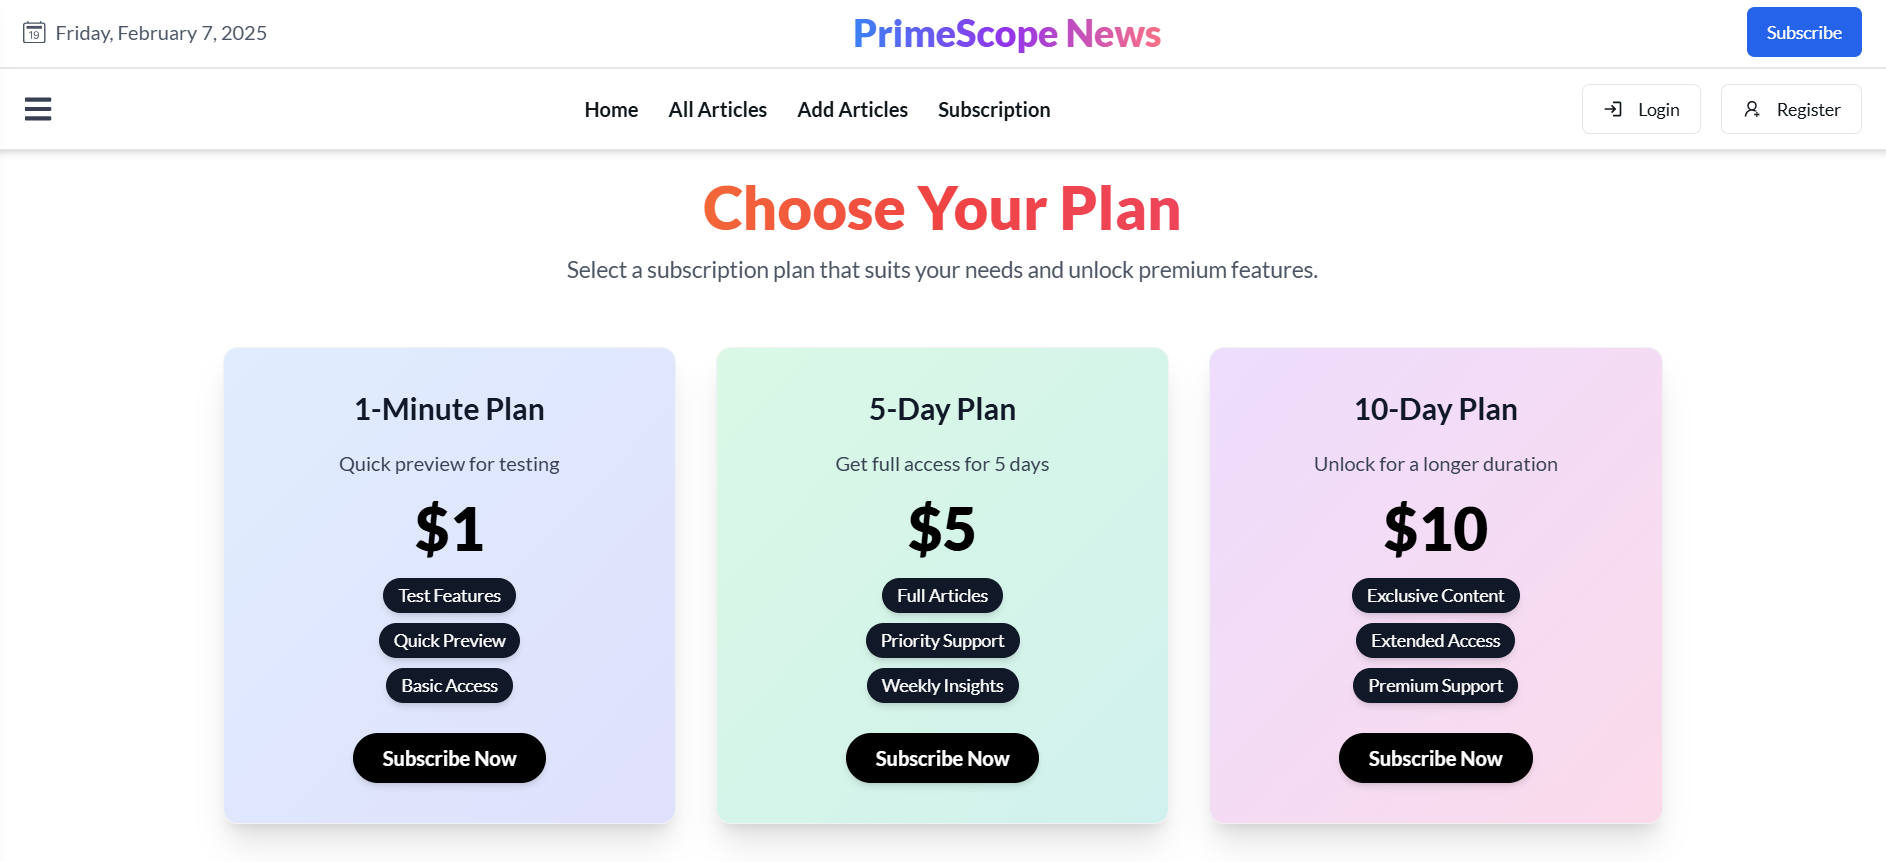 19
Friday, February 7, 2025
PrimeScope News
Subscribe
Home
All Articles
Add Articles
Subscription
Login
Register
Choose Your Plan
Select a subscription plan that suits your needs and unlock premium features.
1-Minute Plan
Quick preview for testing
$1
Test Features
Quick Preview
Basic Access
Subscribe Now
5-Day Plan
Get full access for 5 days
$5
Full Articles
Priority Support
Weekly Insights
Subscribe Now
10-Day Plan
Unlock for a longer duration
$10
Exclusive Content
Extended Access
Premium Support
Subscribe Now